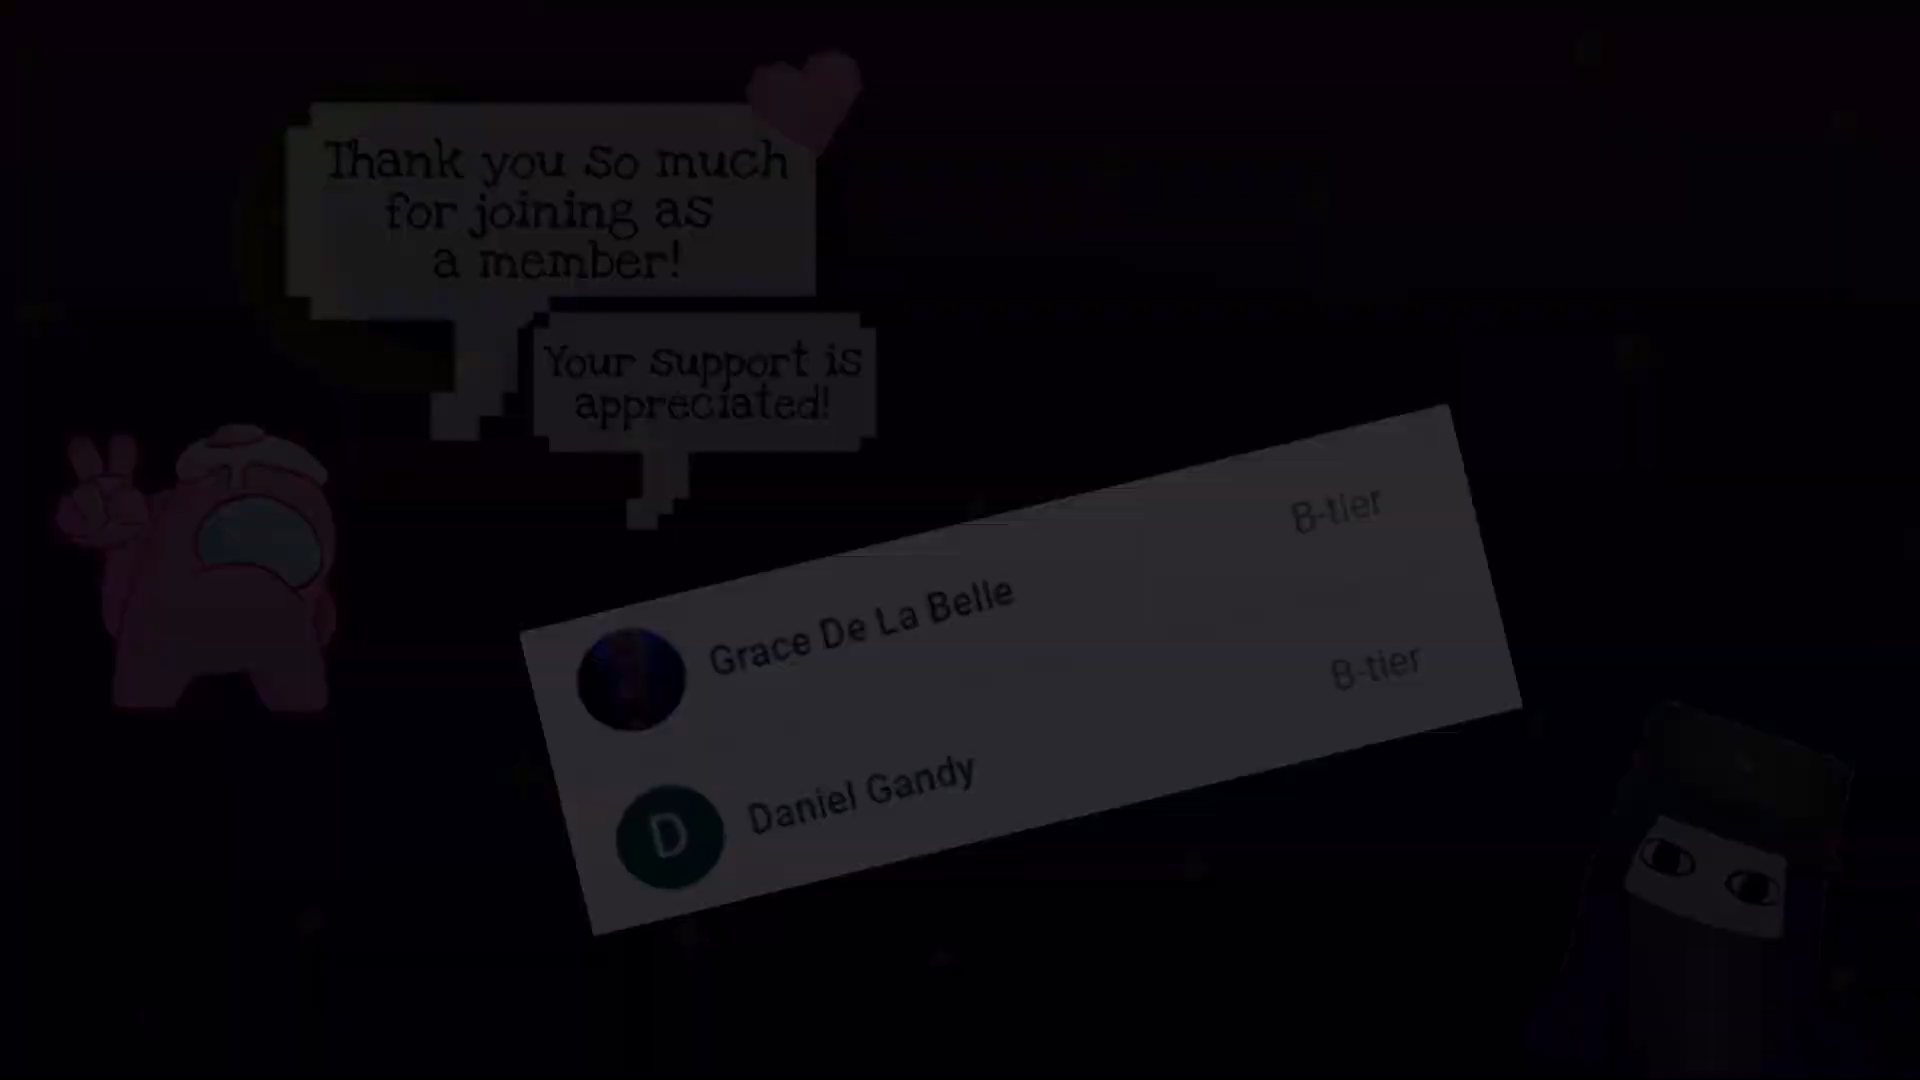 Thank you so much
for joining as
a member!
Your support is
appreciated!
Grace De La Belle
B-tier
D
Daniel Gandy
B-tier